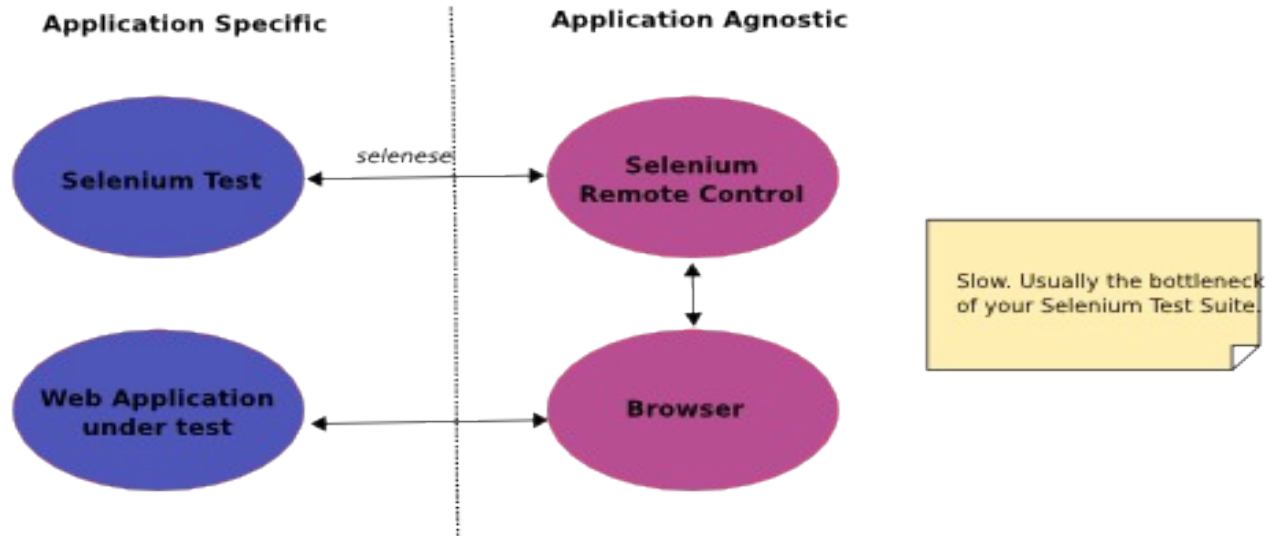 Application Specific
Application Agnostic
selenese
Selenium Test
Selenium
Remote Control
Slow. Usually the bottleneck
of your Selenium Test Suite.
Web Application
under test
Browser